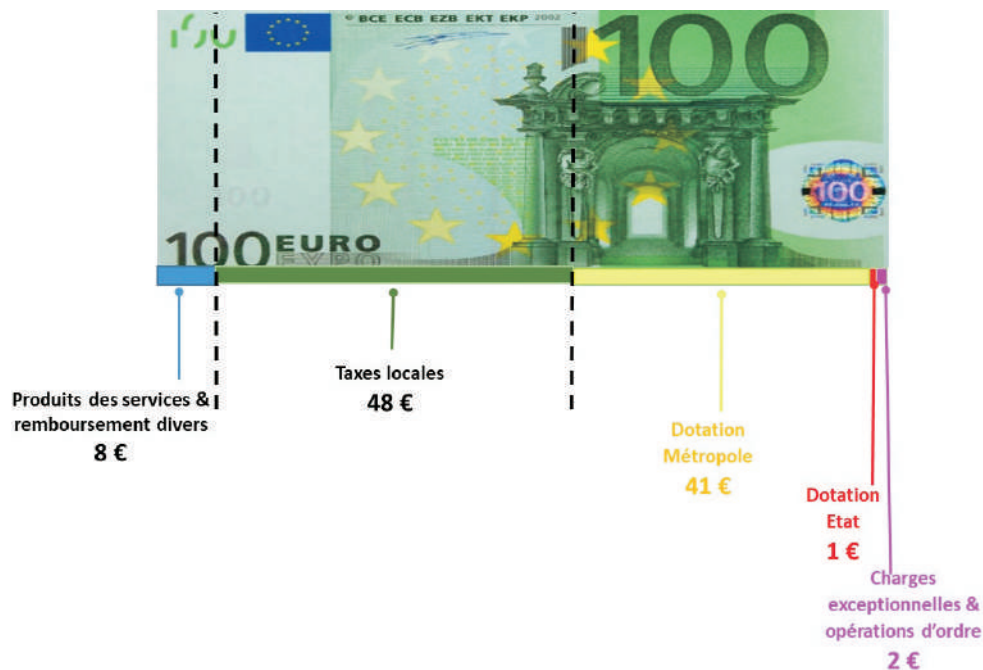 © BCE ECB EZB EKT EKP 2002
100
100
100
100 EURO
Produits des services &
remboursement divers
8 €
Taxes locales
48 €
Dotation
Métropole
41 €
Dotation
Etat
1 €
Charges
exceptionnelles &
opérations d’ordre
2 €